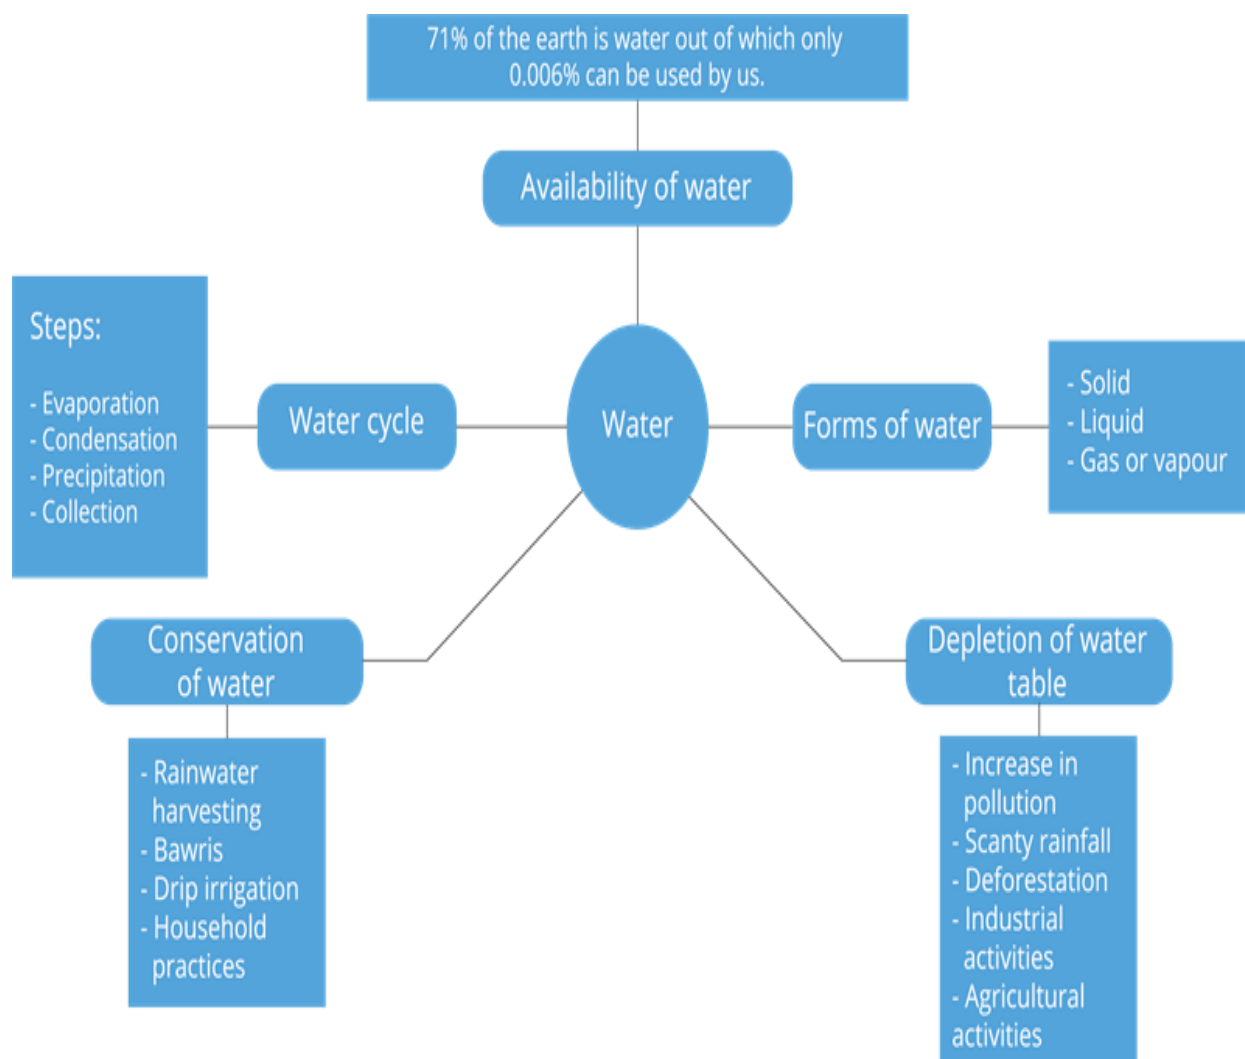 71% of the earth is water out of which only
0.006% can be used by us.
Availability of water
Steps:
- Evaporation
- Condensation
- Precipitation
- Collection
Water cycle
Water
Forms of water
- Solid
- Liquid
- Gas or vapour
Conservation
of water
- Rainwater
harvesting
- Bawris
- Drip irrigation
- Household
practices
Depletion of water
table
- Increase in
pollution
- Scanty rainfall
- Deforestation
- Industrial
activities
- Agricultural
activities